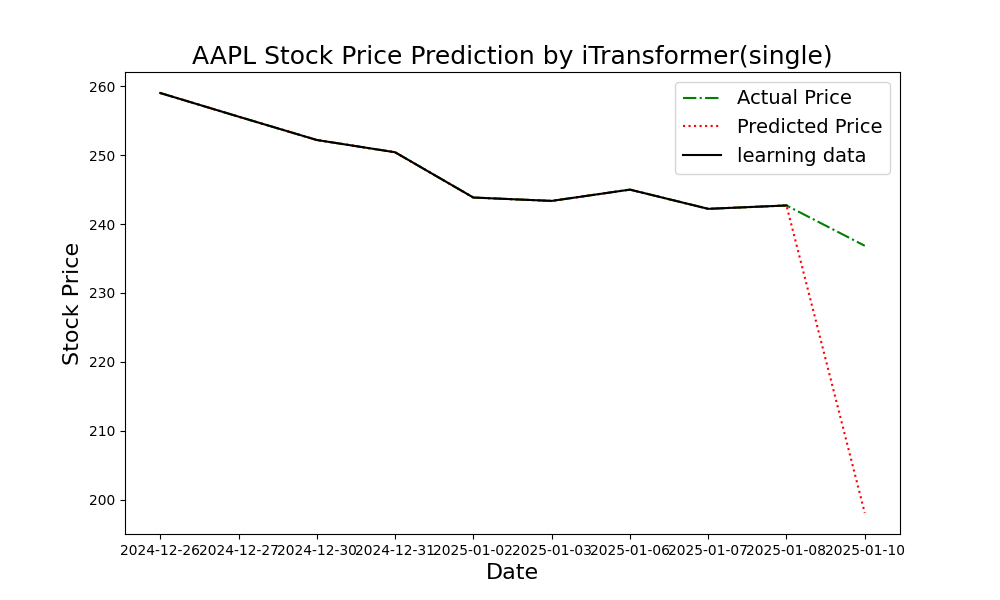 AAPL Stock Price Prediction by iTransformer(single)
Actual Price
Predicted Price
learning data
260
250
240
230
220
210
200
Stock Price
2024-12-26 2024-12-27 2024-12-30 2024-12-31 2025-01-02 2025-01-03 2025-01-06 2025-01-07 2025-01-08 2025-01-10
Date